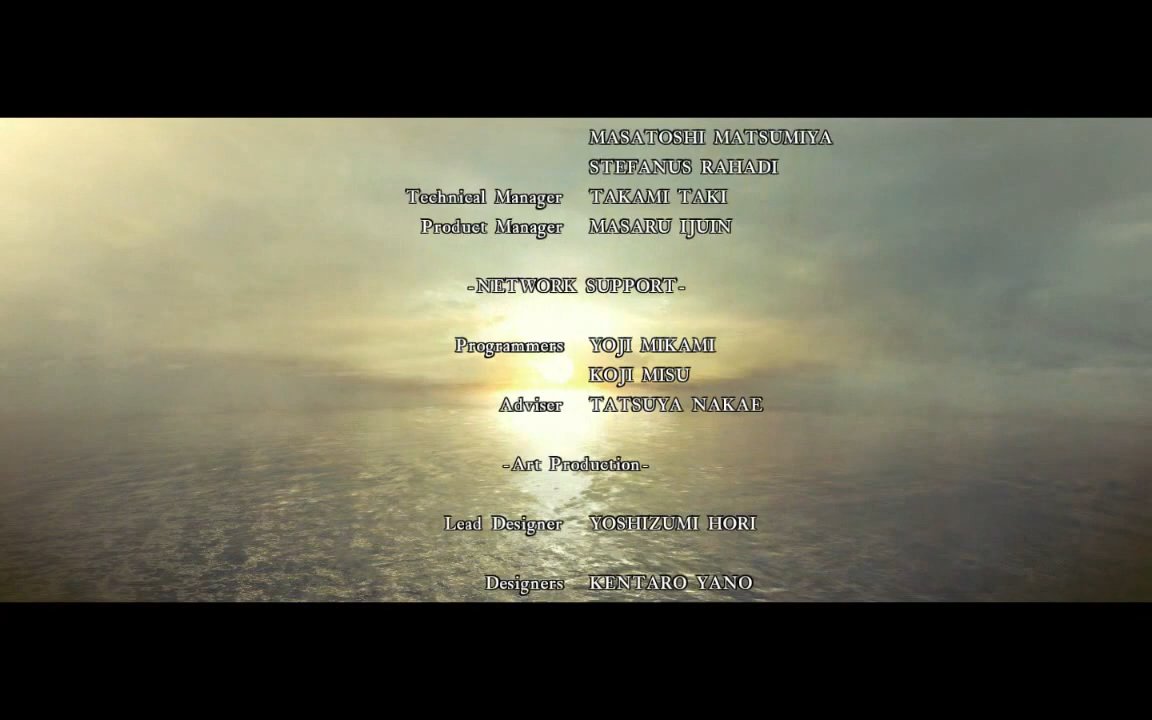 MASATOSHI MATSUMIYA
STEFANUS RAHADI
Technical Manager TAKAMI TAKI
Product Manager MASARU IJUIN
-NETWORK SUPPORT-
Programmers YOJI MIKAMI
KOJI MISU
Adviser TATSUYA NAKAE
-Art Production-
Lead Designer YOSHIZUMI HORI
Designers KENTARO YANO